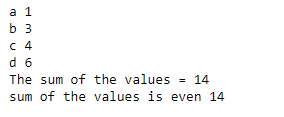 a 1
b 3
c 4
d 6
The sum of the values = 14
sum of the values is even 14